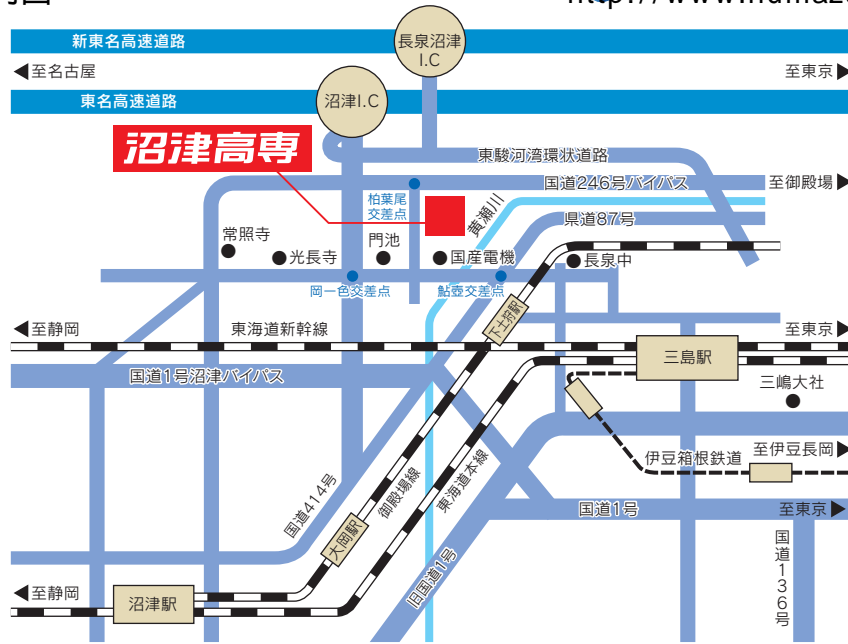 新東名高速道路
長泉沼津
I.C
◀至名古屋
至東京▶
東名高速道路
沼津I.C
沼津高専
東駿河湾環状道路
国道246号バイパス
至御殿場▶
柏葉尾
交差点
黄瀬川
県道87号
常照寺
光長寺
門池
国産電機
長泉中
岡一色交差点
鮎壺交差点
下土狩駅
◀至静岡
東海道新幹線
至東京▶
三島駅
国道1号沼津バイパス
三嶋大社
伊豆箱根鉄道
至伊豆長岡▶
国道414号
御殿場線
東海道本線
大岡駅
国道1号
至東京▶
旧国道1号
国道136号
◀至静岡
沼津駅